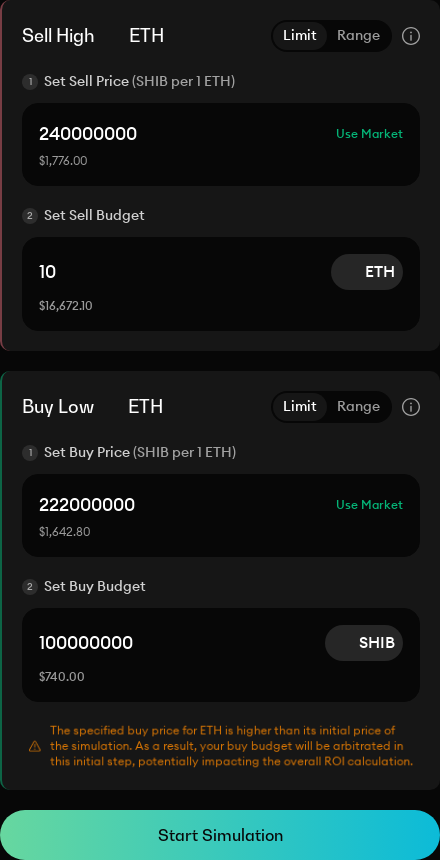 Sell High ETH Limit Range
1 Set Sell Price (SHIB per 1 ETH)
240000000 Use Market
$1,776.00
2 Set Sell Budget
10 ETH
$16,672.10
Buy Low ETH Limit Range
1 Set Buy Price (SHIB per 1 ETH)
222000000 Use Market
$1,642.80
2 Set Buy Budget
100000000 SHIB
$740.00
The specified buy price for ETH is higher than its initial price of
the simulation. As a result, your buy budget will be arbitrated in
this initial step, potentially impacting the overall ROI calculation.
Start Simulation